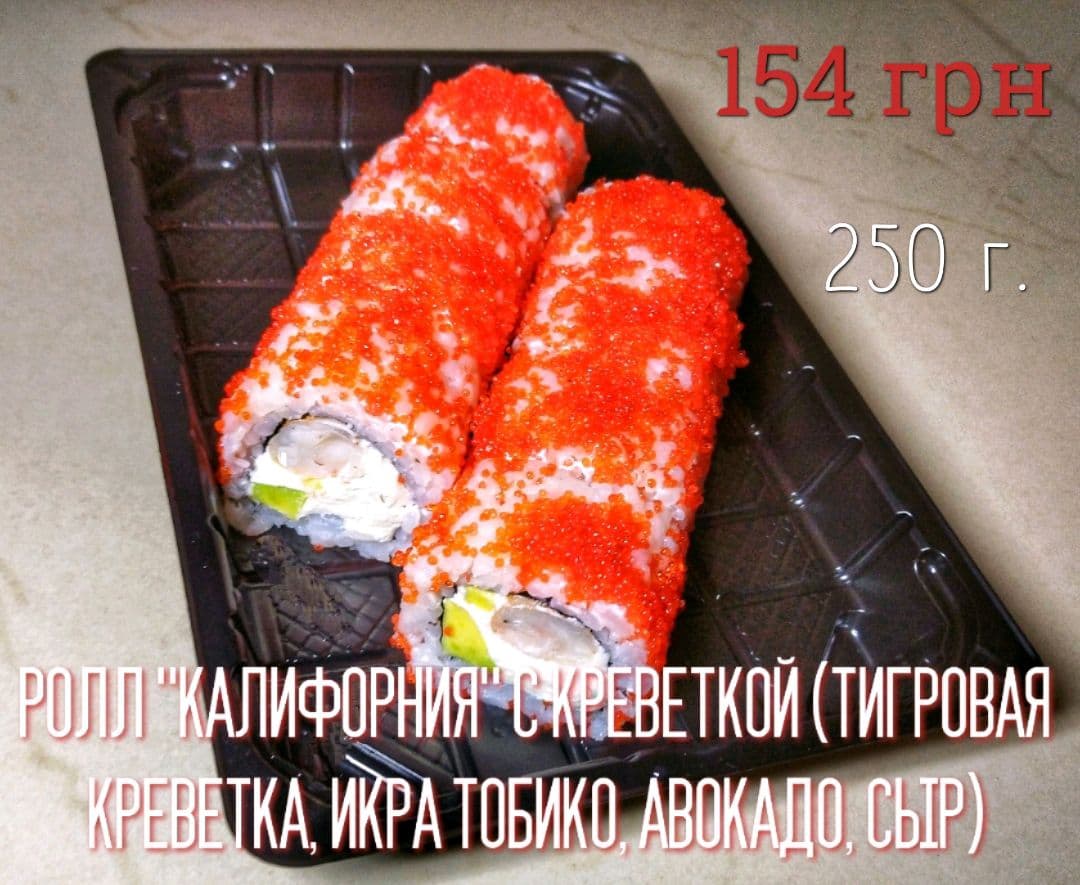 154 грн
250 г.
РОЛЛ "КАЛИФОРНИЯ" С КРЕВЕТКОЙ (ТИГРОВАЯ
КРЕВЕТКА, ИКРА ТОБИКО, АВОКАДО, СЫР)